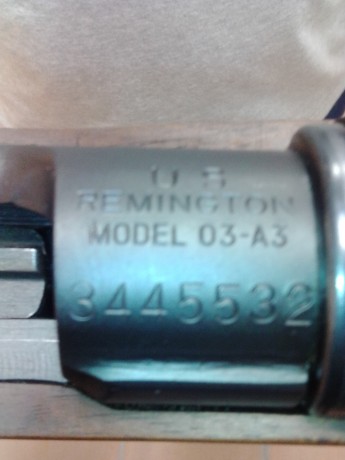 U S
REMINGTON
MODEL 03-A3
3445532